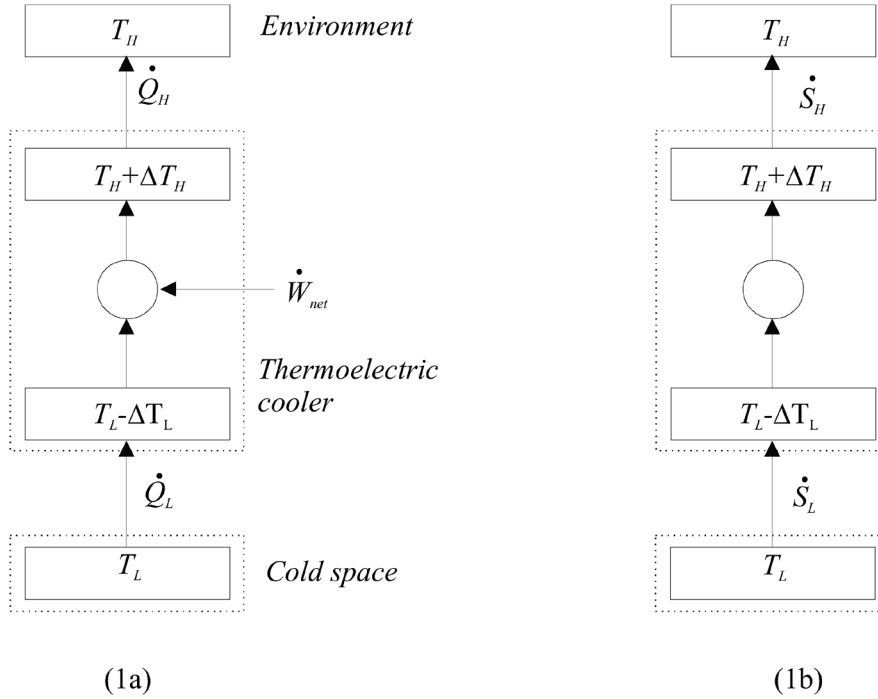 T_H Environment
Q̇_H
T_H+ΔT_H
Ẇ_net
Thermoelectric
cooler
T_L-ΔT_L
Q̇_L
T_L Cold space
(1a)
T_H
Ṡ_H
T_H+ΔT_H
T_L-ΔT_L
Ṡ_L
T_L
(1b)